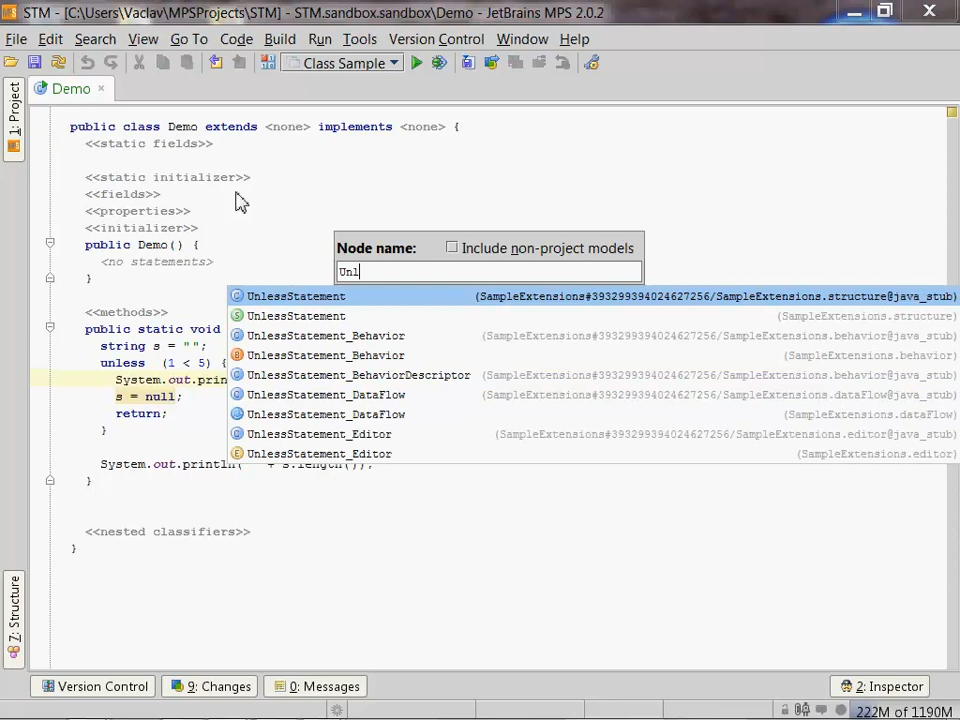 STM - [C:\Users\Vaclav\MPSProjects\STM] - STM.sandbox.sandbox\Demo - JetBrains MPS 2.0.2
File Edit Search View Go To Code Build Run Tools Version Control Window Help
Class Sample
Demo
1: Project
public class Demo extends <none> implements <none> {
<<static fields>>
<<static initializer>>
<<fields>>
<<properties>>
<<initializer>>
public Demo() {
<no statements>
}
Node name: Include non-project models
Unl
UnlessStatement (SampleExtensions#393299394024627256/SampleExtensions.structure@java_stub)
UnlessStatement (SampleExtensions.structure)
UnlessStatement_Behavior (SampleExtensions#393299394024627256/SampleExtensions.behavior@java_stub)
UnlessStatement_Behavior (SampleExtensions.behavior)
UnlessStatement_BehaviorDescriptor (SampleExtensions#393299394024627256/SampleExtensions.behavior@java_stub)
UnlessStatement_DataFlow (SampleExtensions#393299394024627256/SampleExtensions.dataFlow@java_stub)
UnlessStatement_DataFlow (SampleExtensions.dataFlow)
UnlessStatement_Editor (SampleExtensions#393299394024627256/SampleExtensions.editor@java_stub)
UnlessStatement_Editor (SampleExtensions.editor)
<<methods>>
public static void
string s = "";
unless (1 < 5) {
System.out.prin
s = null;
return;
}
System.out.println( + s.length());
}
<<nested classifiers>>
}
7: Structure
Version Control 9: Changes 0: Messages 2: Inspector
222M of 1190M